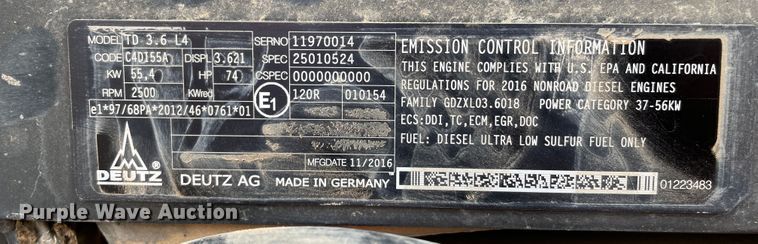 MODEL TD 3.6 L4 SERNO 11970014
CODE C4DI55A DISPL 3.621 SPEC 25010524
KW 55.4 HP 74 CSPEC 0000000000
RPM 2500 E1 120R 010154
e1*97/68PA*2012/46*0761*01
MFGDATE 11/2016
DEUTZ DEUTZ AG MADE IN GERMANY
EMISSION CONTROL INFORMATION
THIS ENGINE COMPLIES WITH U.S. EPA AND CALIFORNIA
REGULATIONS FOR 2016 NONROAD DIESEL ENGINES
FAMILY GDZXL03.6018 POWER CATEGORY 37-56KW
ECS:DDI,TC,ECM,EGR,DOC
FUEL: DIESEL ULTRA LOW SULFUR FUEL ONLY
01223483
Purple Wave Auction